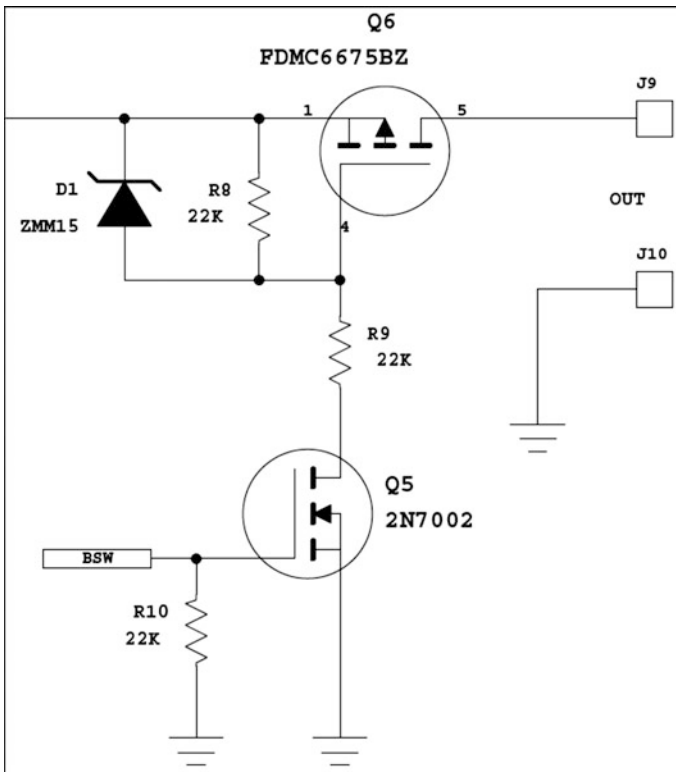 Q6
FDMC6675BZ
1
5
J9
D1
ZMM15
R8
22K
4
OUT
J10
R9
22K
Q5
2N7002
BSW
R10
22K